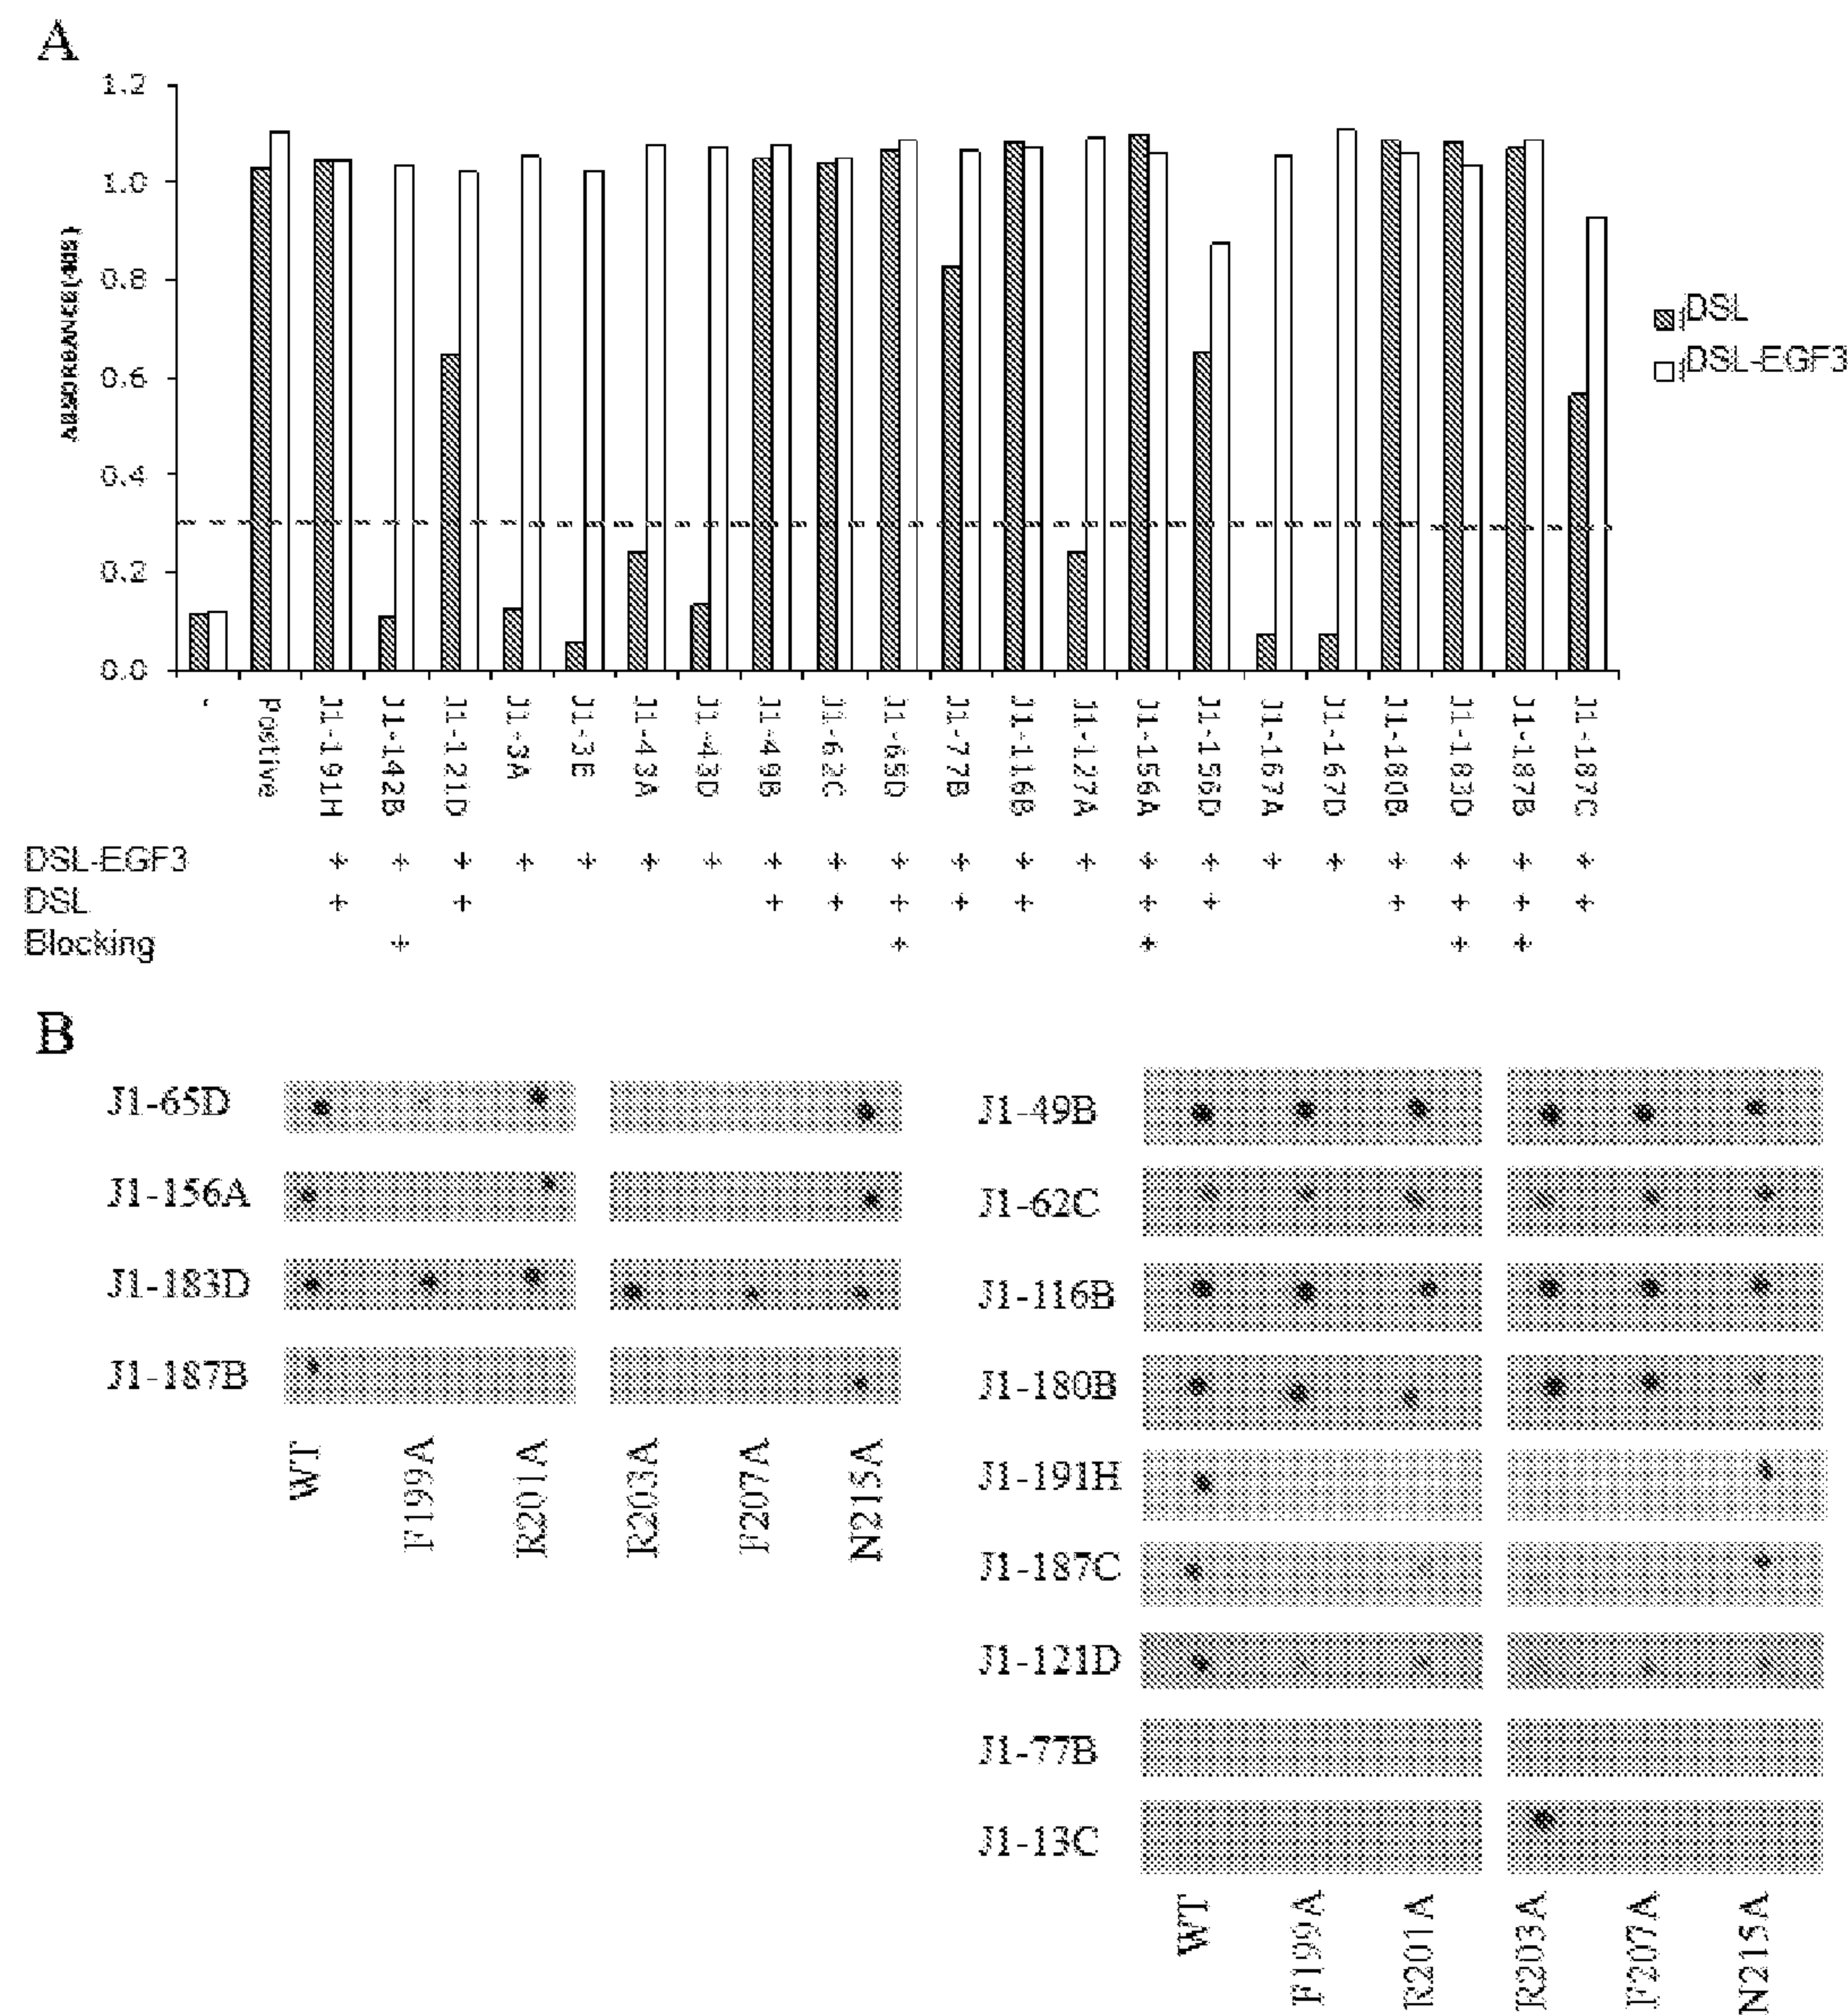 A
1.2
1.0
0.8
0.6
0.4
0.2
0.0
DSL
DSL-EGF3
-
Postive
J1-191H
J1-142B
J1-121D
J1-3A
J1-3E
J1-43A
J1-43D
J1-49B
J1-62C
J1-65D
J1-77B
J1-116B
J1-127A
J1-156A
J1-156D
J1-167A
J1-167D
J1-180B
J1-183D
J1-187B
J1-187C
DSL-EGF3 + + + + + + + + + + + + + + + + + + + + +
DSL + + + + + + + + + + + + +
Blocking + + + + +
B
J1-65D
J1-156A
J1-183D
J1-187B
WT F199A R201A R203A F207A N215A
J1-49B
J1-62C
J1-116B
J1-180B
J1-191H
J1-187C
J1-121D
J1-77B
J1-13C
WT F199A R201A R203A F207A N215A